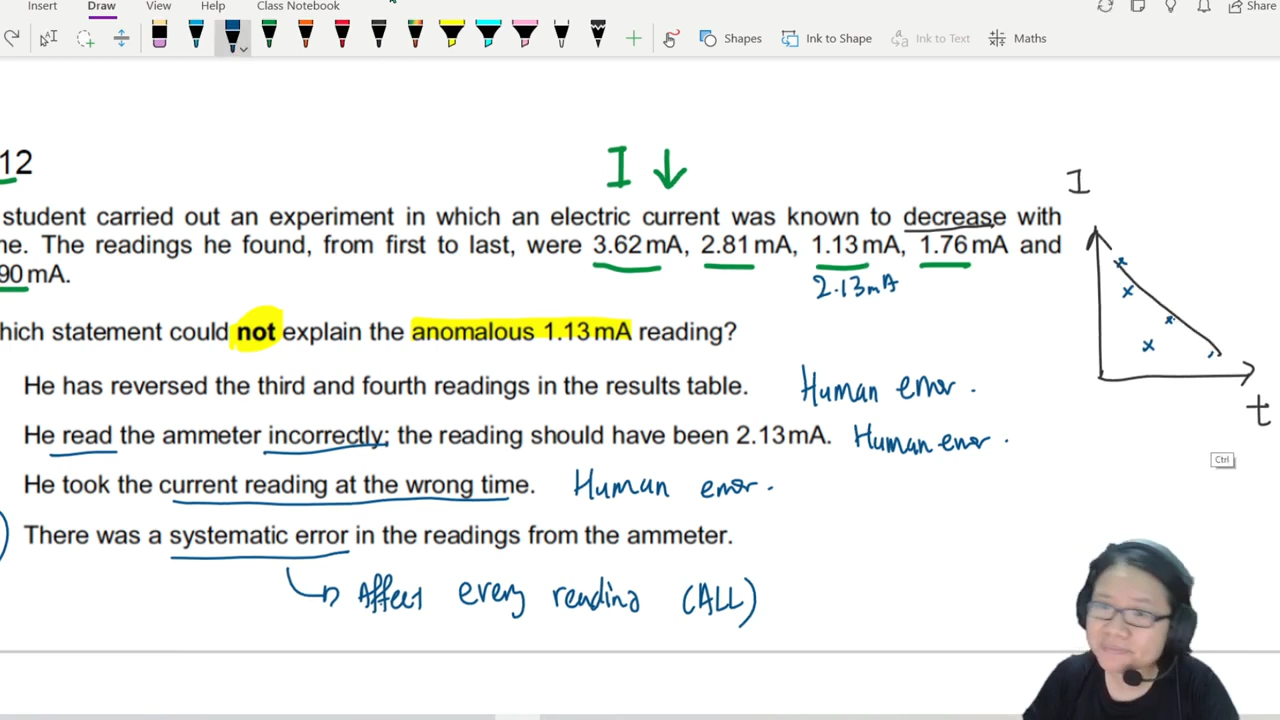 Insert Draw View History Review Help Class Notebook
Share
Shapes Ink to Shape Ink to Text Maths
12
I ↓
student carried out an experiment in which an electric current was known to decrease with
ne. The readings he found, from first to last, were 3.62 mA, 2.81 mA, 1.13 mA, 1.76 mA and
90 mA.
2.13mA
hich statement could not explain the anomalous 1.13 mA reading?
He has reversed the third and fourth readings in the results table. Human error.
He read the ammeter incorrectly; the reading should have been 2.13 mA. Human error.
He took the current reading at the wrong time. Human error.
There was a systematic error in the readings from the ammeter.
Affect every reading (ALL)
I
t
Ctrl